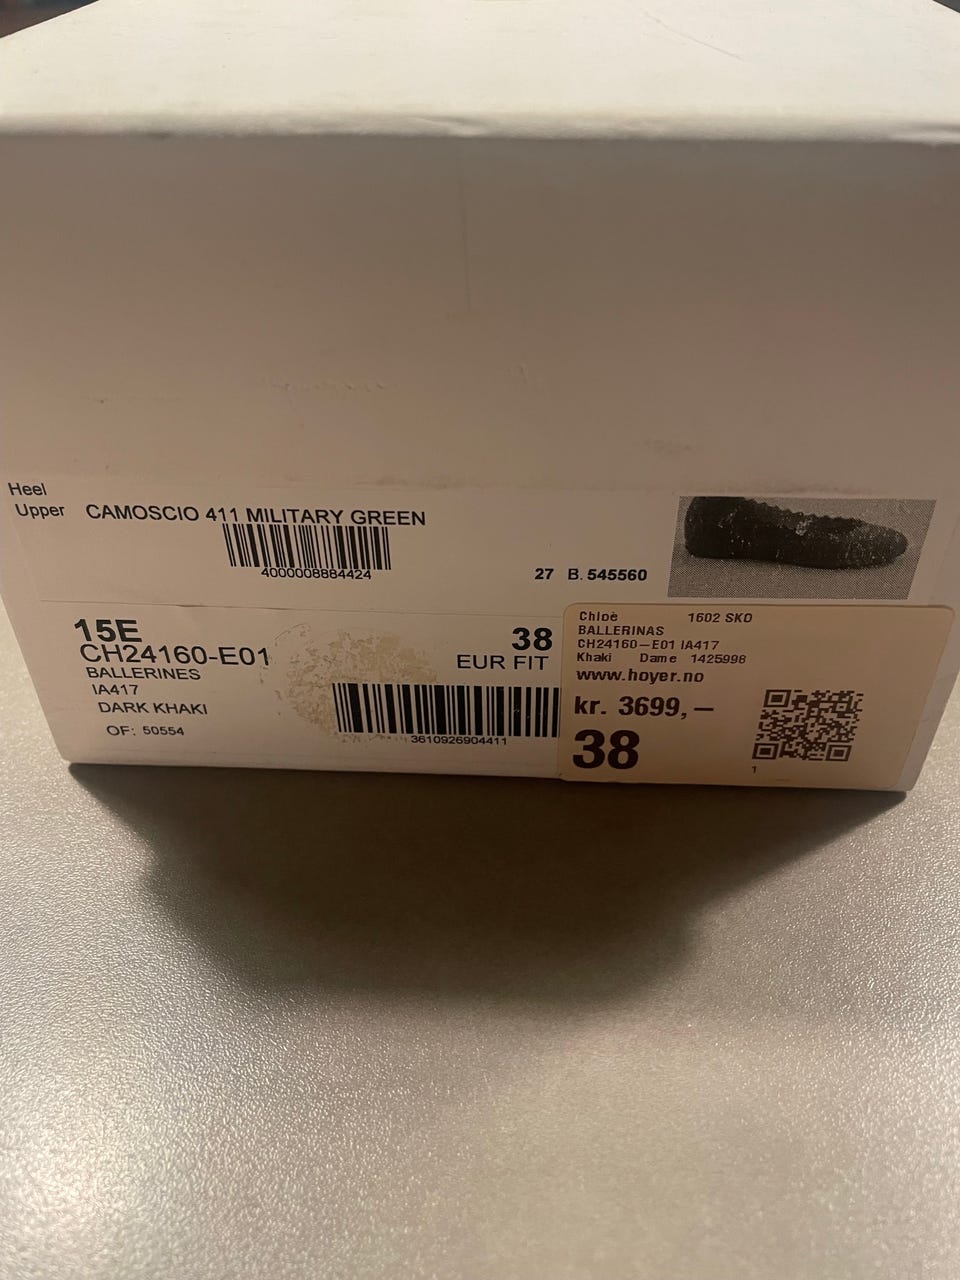 Heel
Upper CAMOSCIO 411 MILITARY GREEN
4000008884424
27 B. 545560
15E
CH24160-E01
BALLERINES
IA417
DARK KHAKI
OF: 50554
38
EUR FIT
3610926904411
Chloè 1602 SKO
BALLERINAS
CH24160-E01 IA417
Khaki Dame 1425998
www.hoyer.no
kr. 3699,-
38
1